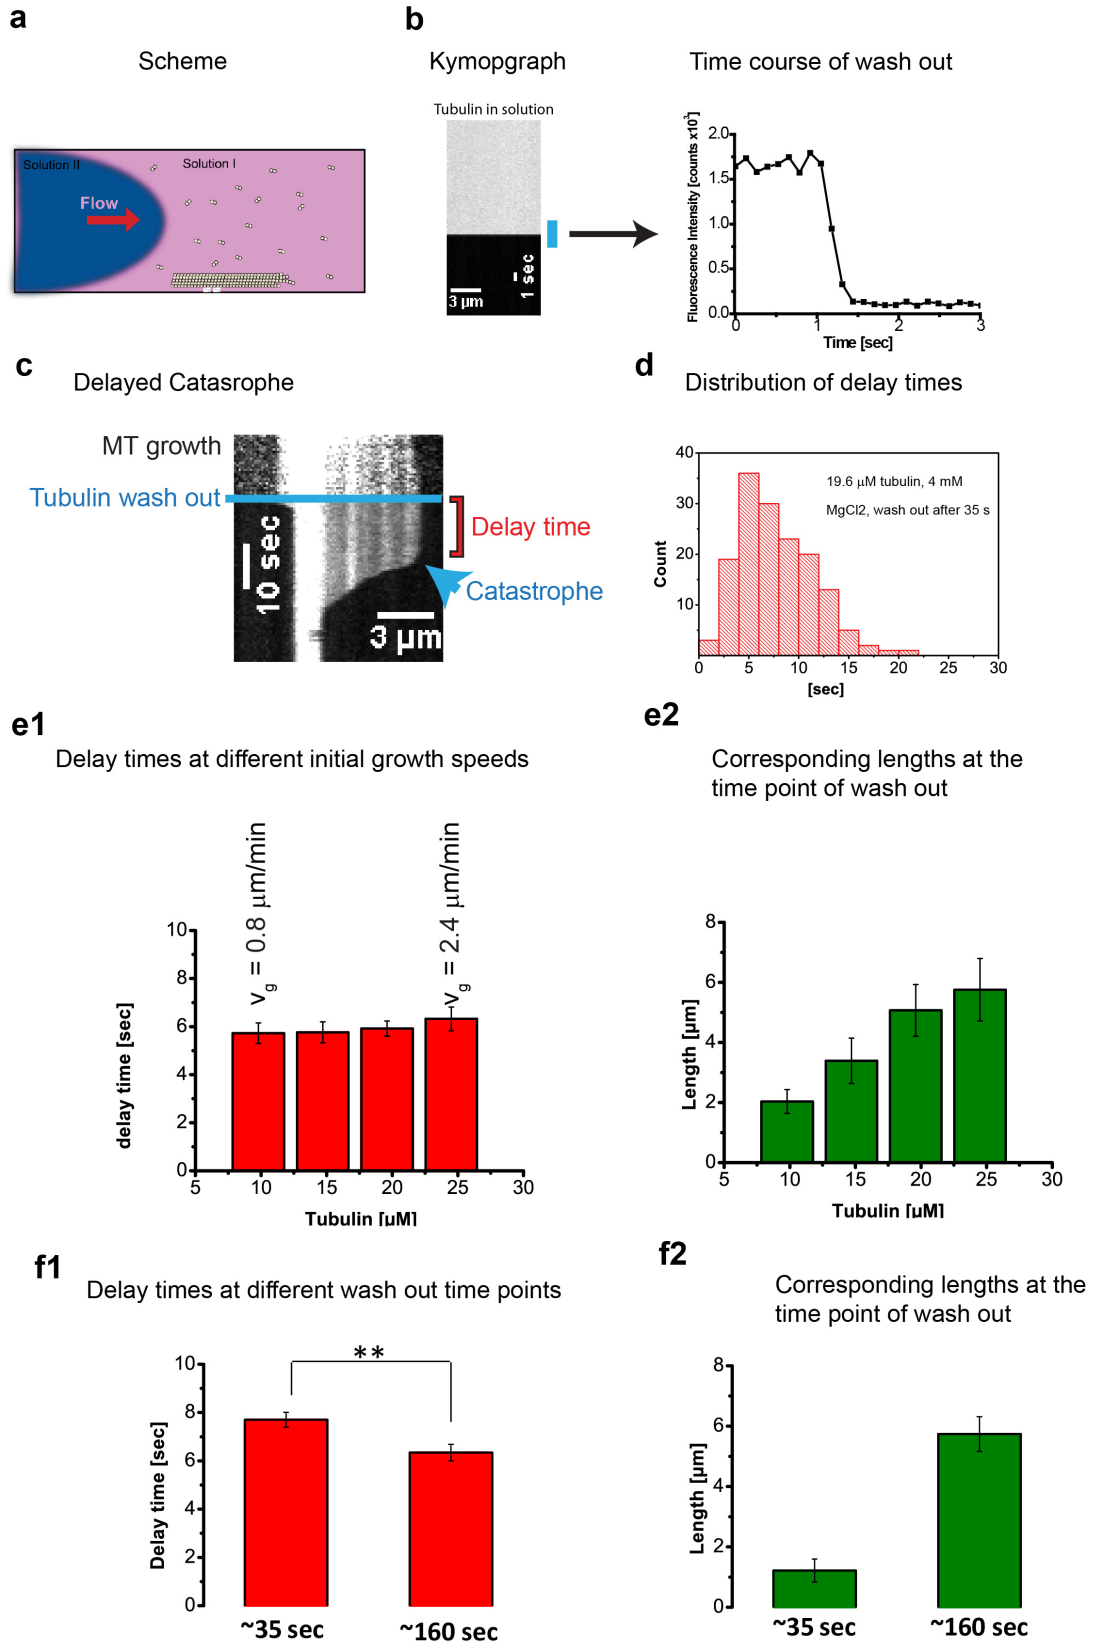 a
Scheme
Solution II
Solution I
Flow
b
Kymopgraph
Time course of wash out
Tubulin in solution
3 µm
1 sec
Fluorescence Intensity [counts x10³]
2.0
1.5
1.0
0.5
0.0
0 1 2 3
Time [sec]
c
Delayed Catasrophe
MT growth
Tubulin wash out
Delay time
Catastrophe
10 sec
3 µm
d
Distribution of delay times
19.6 µM tubulin, 4 mM
MgCl2, wash out after 35 s
Count
40
30
20
10
0 5 10 15 20 25 30
[sec]
e1
Delay times at different initial growth speeds
vg = 0.8 µm/min
vg = 2.4 µm/min
delay time [sec]
10
8
6
4
2
0
5 10 15 20 25 30
Tubulin [µM]
e2
Corresponding lengths at the
time point of wash out
Length [µm]
8
6
4
2
0
5 10 15 20 25 30
Tubulin [µM]
f1
Delay times at different wash out time points
**
Delay time [sec]
10
8
6
4
2
0
~35 sec ~160 sec
f2
Corresponding lengths at the
time point of wash out
Length [µm]
8
6
4
2
0
~35 sec ~160 sec